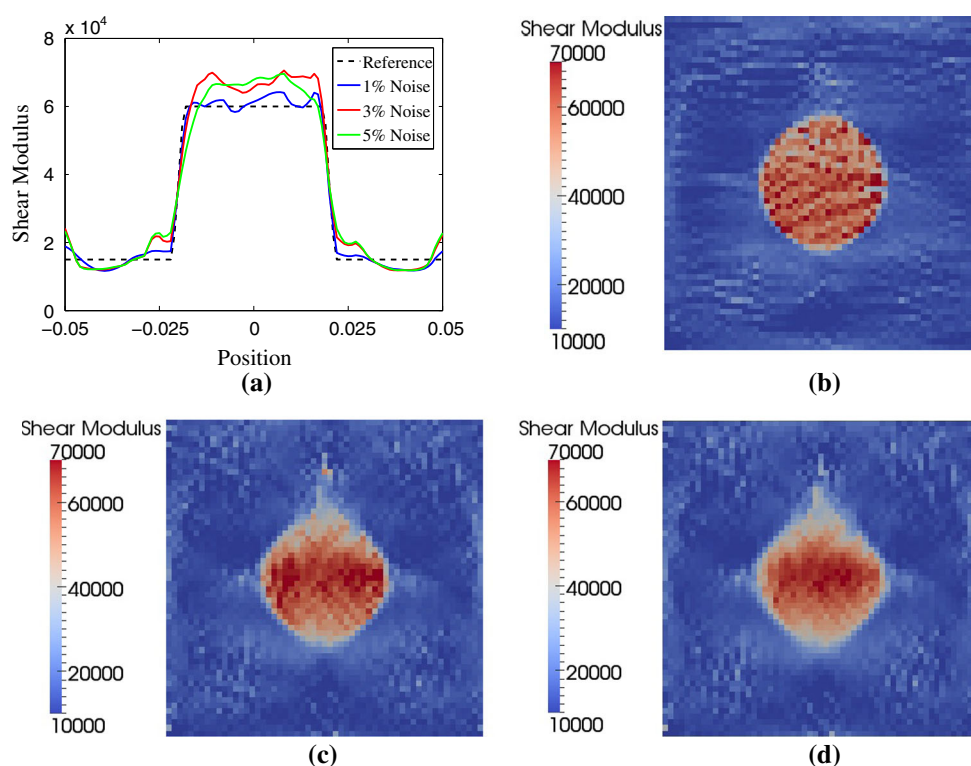 x 10⁴
8
6
4
2
0
Shear Modulus
Reference
1% Noise
3% Noise
5% Noise
−0.05
−0.025
0
0.025
0.05
Position
(a)
Shear Modulus
70000
60000
40000
20000
10000
(b)
Shear Modulus
70000
60000
40000
20000
10000
(c)
Shear Modulus
70000
60000
40000
20000
10000
(d)